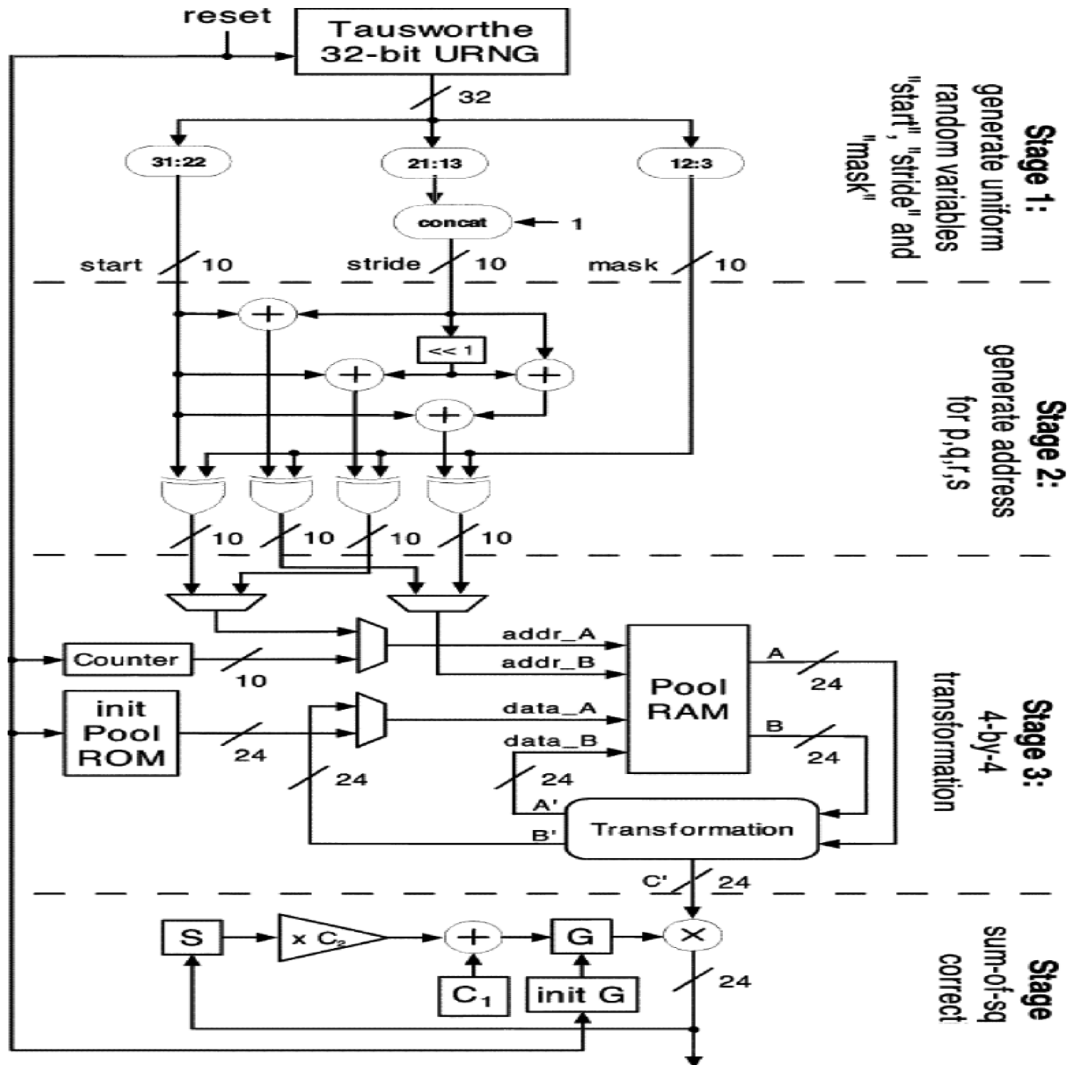 reset
Tausworthe
32-bit URNG
32
31:22
21:13
12:3
concat
1
start
10
stride
10
mask
10
Stage 1:
generate uniform
random variables
"start", "stride" and
"mask"
+
<< 1
+
+
+
10
10
10
10
Stage 2:
generate address
for p,q,r,s
Counter
10
init
Pool
ROM
24
addr_A
addr_B
data_A
data_B
Pool
RAM
A
24
B
24
24
24
A'
B'
Transformation
C'
24
Stage 3:
4-by-4
transformation
S
x C₂
+
G
×
C₁
init G
24
Stage
sum-of-sq
correct